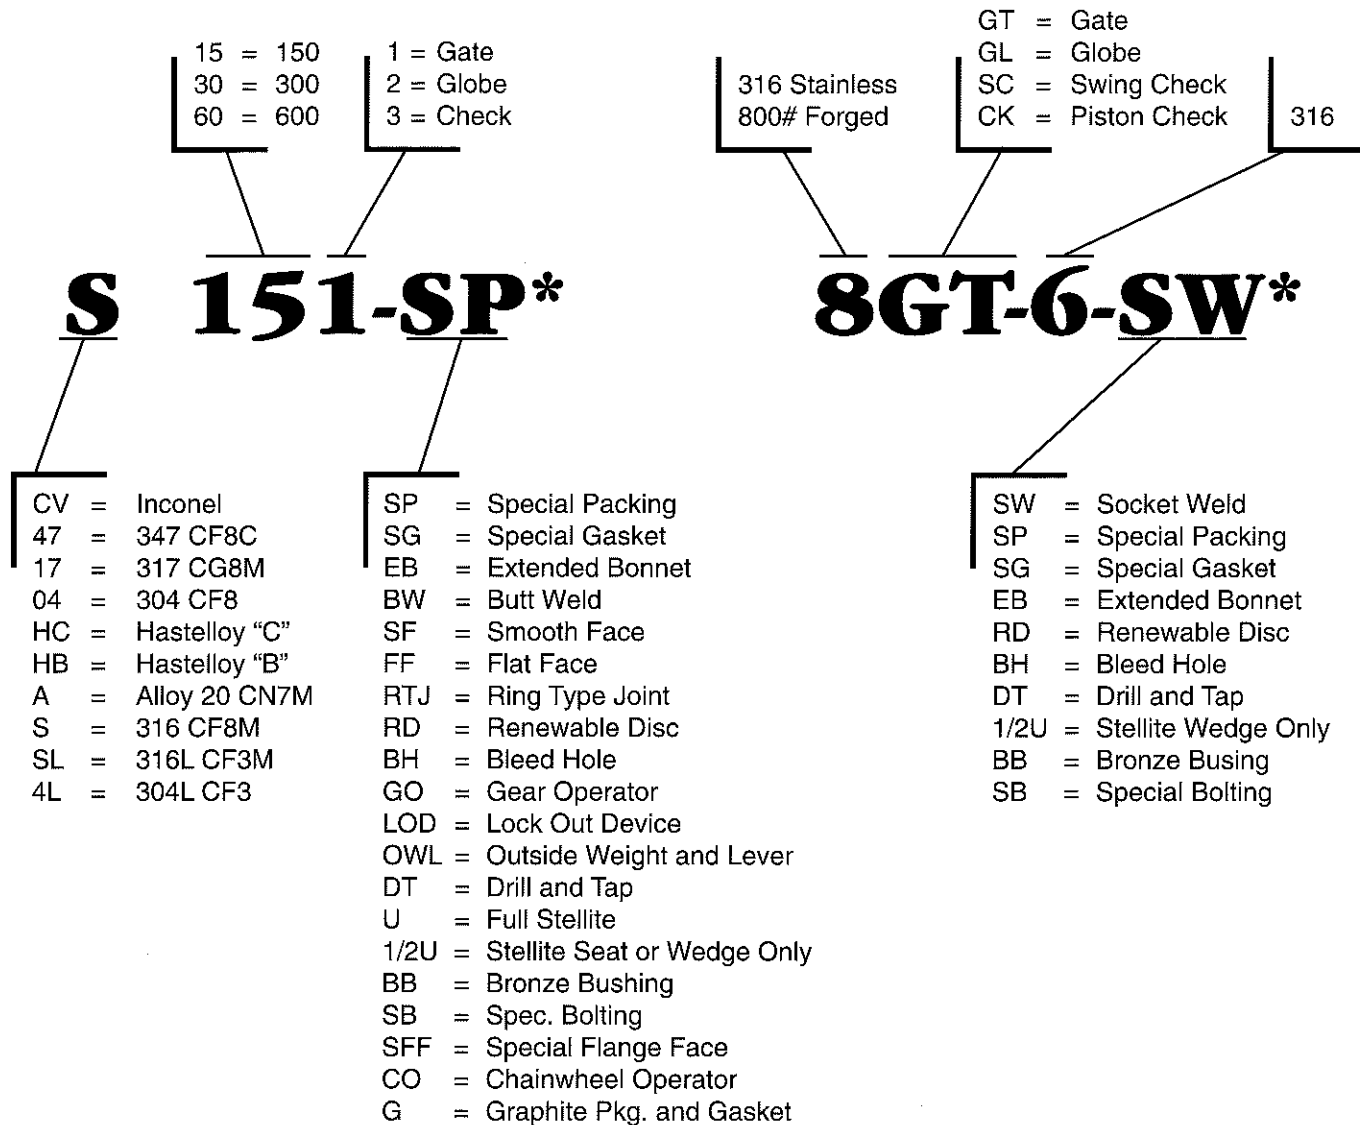 15 = 150
30 = 300
60 = 600
1 = Gate
2 = Globe
3 = Check
316 Stainless
800# Forged
GT = Gate
GL = Globe
SC = Swing Check
CK = Piston Check
316
S 151-SP*
8GT-6-SW*
CV = Inconel
47 = 347 CF8C
17 = 317 CG8M
04 = 304 CF8
HC = Hastelloy “C”
HB = Hastelloy “B”
A = Alloy 20 CN7M
S = 316 CF8M
SL = 316L CF3M
4L = 304L CF3
SP = Special Packing
SG = Special Gasket
EB = Extended Bonnet
BW = Butt Weld
SF = Smooth Face
FF = Flat Face
RTJ = Ring Type Joint
RD = Renewable Disc
BH = Bleed Hole
GO = Gear Operator
LOD = Lock Out Device
OWL = Outside Weight and Lever
DT = Drill and Tap
U = Full Stellite
1/2U = Stellite Seat or Wedge Only
BB = Bronze Bushing
SB = Spec. Bolting
SFF = Special Flange Face
CO = Chainwheel Operator
G = Graphite Pkg. and Gasket
SW = Socket Weld
SP = Special Packing
SG = Special Gasket
EB = Extended Bonnet
RD = Renewable Disc
BH = Bleed Hole
DT = Drill and Tap
1/2U = Stellite Wedge Only
BB = Bronze Busing
SB = Special Bolting